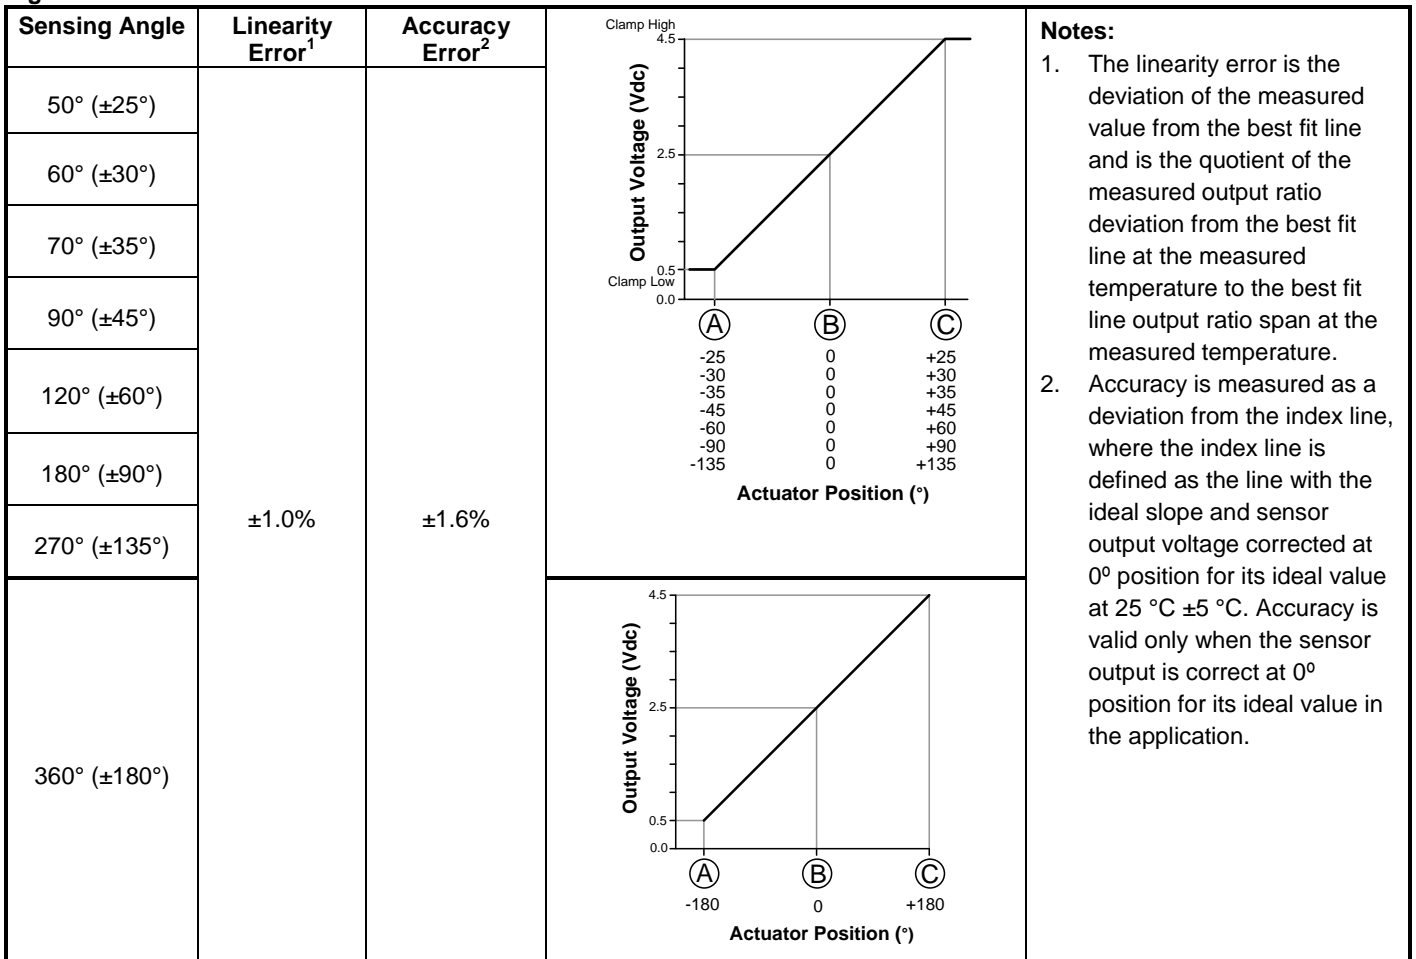 Sensing Angle
Linearity
Error1
Accuracy
Error2
50° (±25°)
60° (±30°)
70° (±35°)
90° (±45°)
120° (±60°)
180° (±90°)
270° (±135°)
360° (±180°)
±1.0%
±1.6%
Clamp High
4.5
2.5
0.5
Clamp Low
0.0
Output Voltage (Vdc)
A B C
-25 0 +25
-30 0 +30
-35 0 +35
-45 0 +45
-60 0 +60
-90 0 +90
-135 0 +135
Actuator Position (°)
4.5
2.5
0.5
0.0
Output Voltage (Vdc)
A B C
-180 0 +180
Actuator Position (°)
Notes:
1. The linearity error is the
deviation of the measured
value from the best fit line
and is the quotient of the
measured output ratio
deviation from the best fit
line at the measured
temperature to the best fit
line output ratio span at the
measured temperature.
2. Accuracy is measured as a
deviation from the index line,
where the index line is
defined as the line with the
ideal slope and sensor
output voltage corrected at
0º position for its ideal value
at 25 °C ±5 °C. Accuracy is
valid only when the sensor
output is correct at 0º
position for its ideal value in
the application.